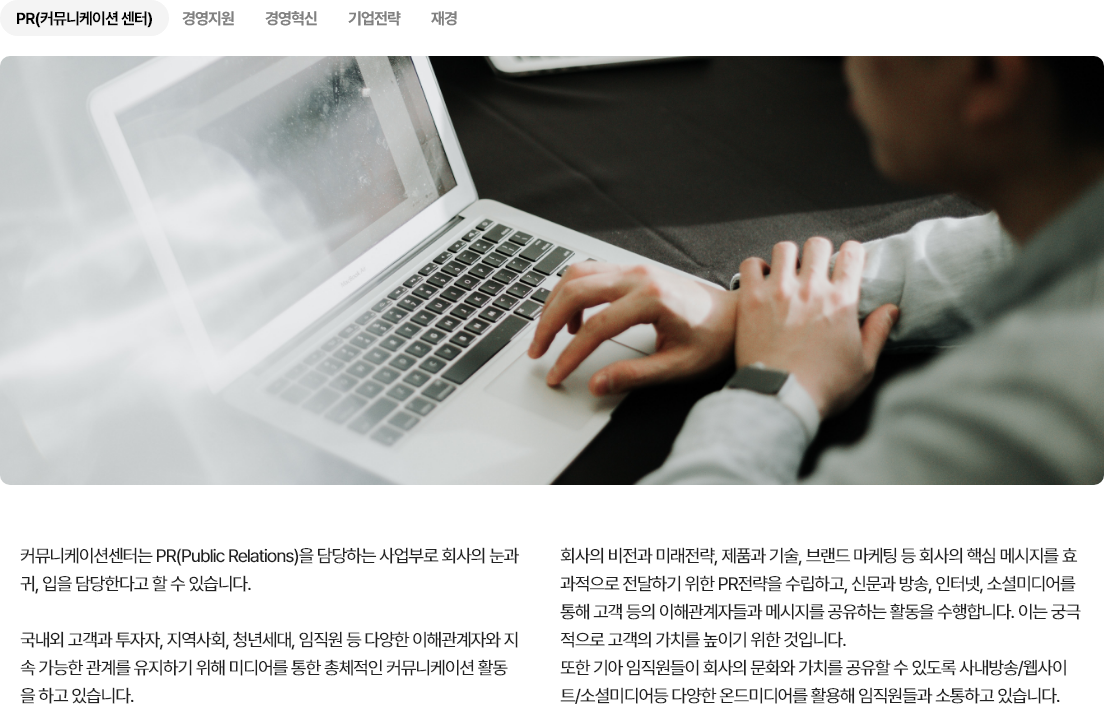 PR(커뮤니케이션 센터)
경영지원
경영혁신
기업전략
재경
커뮤니케이션센터는 PR(Public Relations)을 담당하는 사업부로 회사의 눈과
귀, 입을 담당한다고 할 수 있습니다.
국내외 고객과 투자자, 지역사회, 청년세대, 임직원 등 다양한 이해관계자와 지
속 가능한 관계를 유지하기 위해 미디어를 통한 총체적인 커뮤니케이션 활동
을 하고 있습니다.
회사의 비전과 미래전략, 제품과 기술, 브랜드 마케팅 등 회사의 핵심 메시지를 효
과적으로 전달하기 위한 PR전략을 수립하고, 신문과 방송, 인터넷, 소셜미디어를
통해 고객 등의 이해관계자들과 메시지를 공유하는 활동을 수행합니다. 이는 궁극
적으로 고객의 가치를 높이기 위한 것입니다.
또한 기아 임직원들이 회사의 문화와 가치를 공유할 수 있도록 사내방송/웹사이
트/소셜미디어등 다양한 온드미디어를 활용해 임직원들과 소통하고 있습니다.